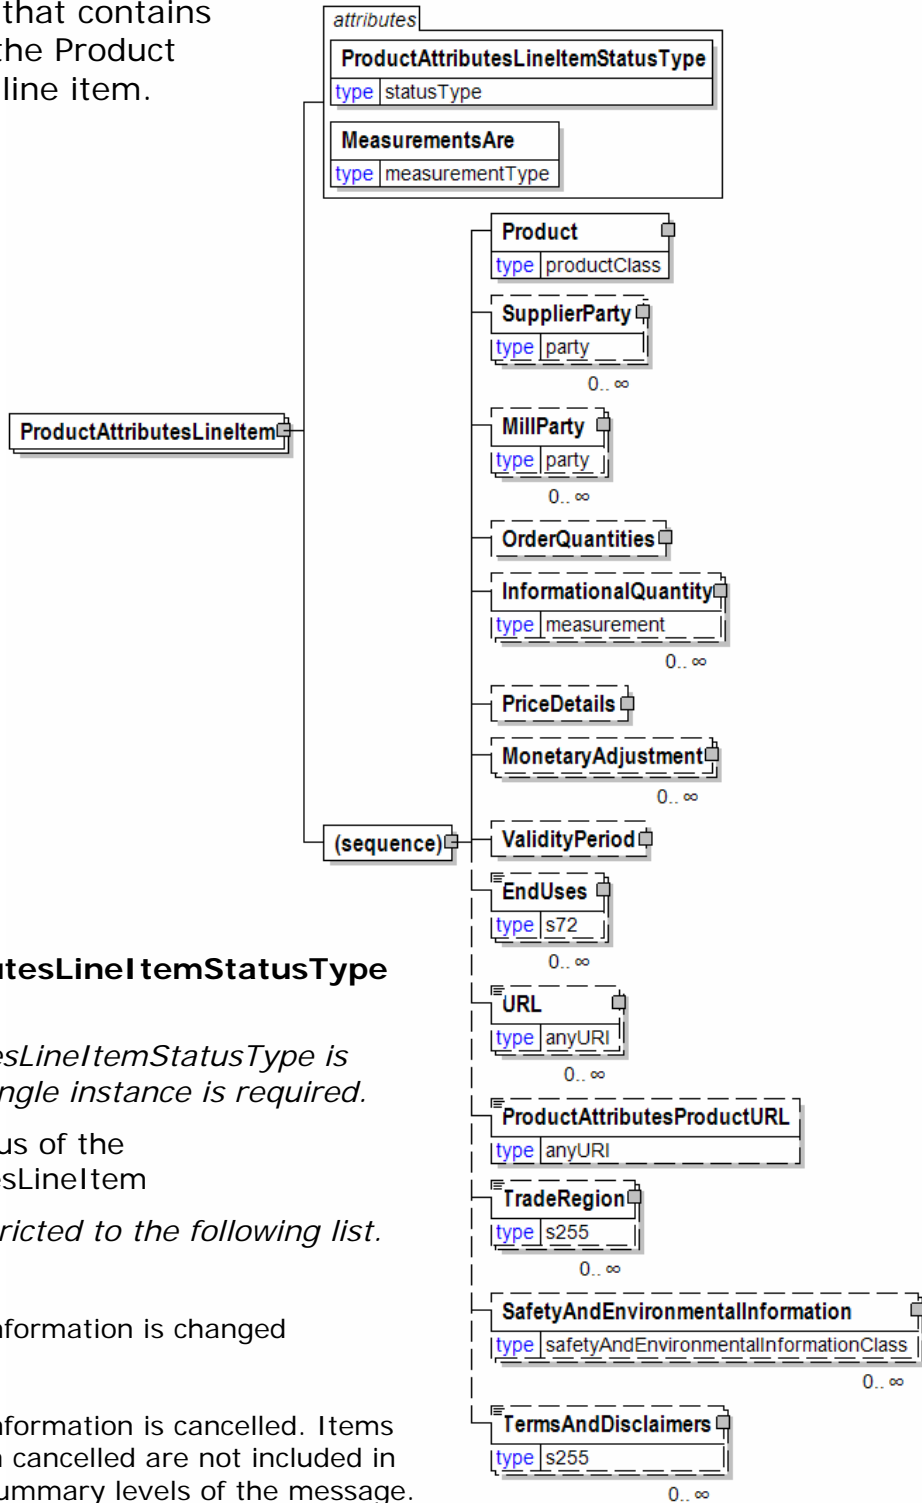 that contains
the Product
line item.
attributes
ProductAttributesLineItemStatusType
type statusType
MeasurementsAre
type measurementType
Product
type productClass
SupplierParty
type party
0.. ∞
MillParty
type party
0.. ∞
ProductAttributesLineItem
OrderQuantities
InformationalQuantity
type measurement
0.. ∞
PriceDetails
MonetaryAdjustment
0.. ∞
(sequence)
ValidityPeriod
EndUses
type s72
0.. ∞
utesLineItemStatusType
URL
type anyURI
0.. ∞
esLineItemStatusType is
ngle instance is required.
ProductAttributesProductURL
type anyURI
us of the
esLineItem
TradeRegion
type s255
0.. ∞
ricted to the following list.
SafetyAndEnvironmentalInformation
type safetyAndEnvironmentalInformationClass
0.. ∞
nformation is changed
TermsAndDisclaimers
type s255
0.. ∞
nformation is cancelled. Items
n cancelled are not included in
ummary levels of the message.